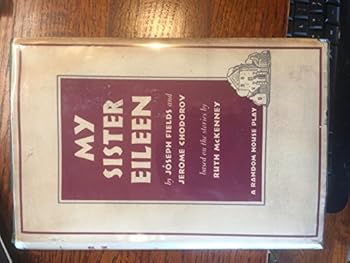 MY
SISTER
EILEEN
by JOSEPH FIELDS and
JEROME CHODOROV
based on the stories by
RUTH McKENNEY
A RANDOM HOUSE PLAY